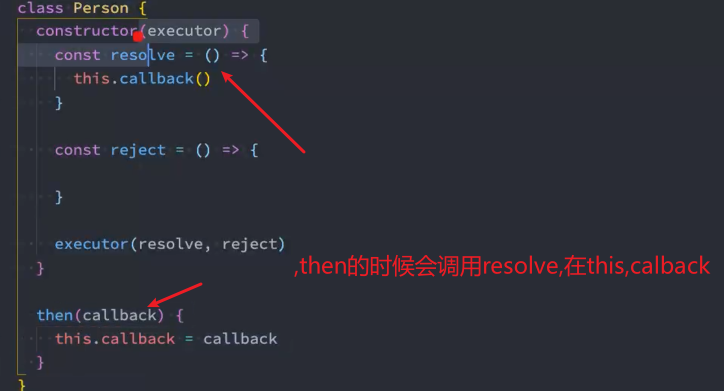 class Person {
constructor(executor) {
const resolve = () => {
this.callback()
}
const reject = () => {
}
executor(resolve, reject)
}
,then的时候会调用resolve,在this,calback
then(callback) {
this.callback = callback
}
}